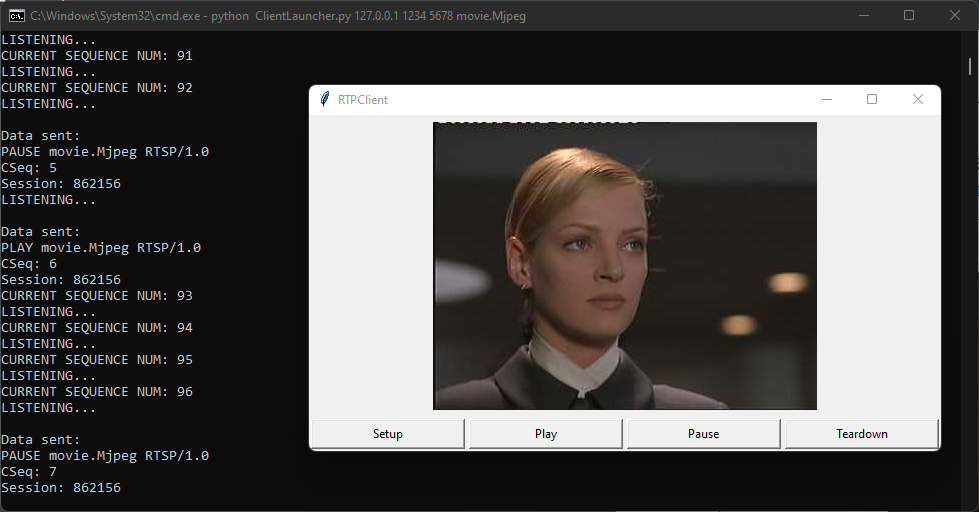 C:\Windows\System32\cmd.exe - python  ClientLauncher.py 127.0.0.1 1234 5678 movie.Mjpeg
LISTENING...
CURRENT SEQUENCE NUM: 91
LISTENING...
CURRENT SEQUENCE NUM: 92
LISTENING...
Data sent:
PAUSE movie.Mjpeg RTSP/1.0
CSeq: 5
Session: 862156
LISTENING...
Data sent:
PLAY movie.Mjpeg RTSP/1.0
CSeq: 6
Session: 862156
CURRENT SEQUENCE NUM: 93
LISTENING...
CURRENT SEQUENCE NUM: 94
LISTENING...
CURRENT SEQUENCE NUM: 95
LISTENING...
CURRENT SEQUENCE NUM: 96
LISTENING...
Data sent:
PAUSE movie.Mjpeg RTSP/1.0
CSeq: 7
Session: 862156
RTPClient
Setup
Play
Pause
Teardown